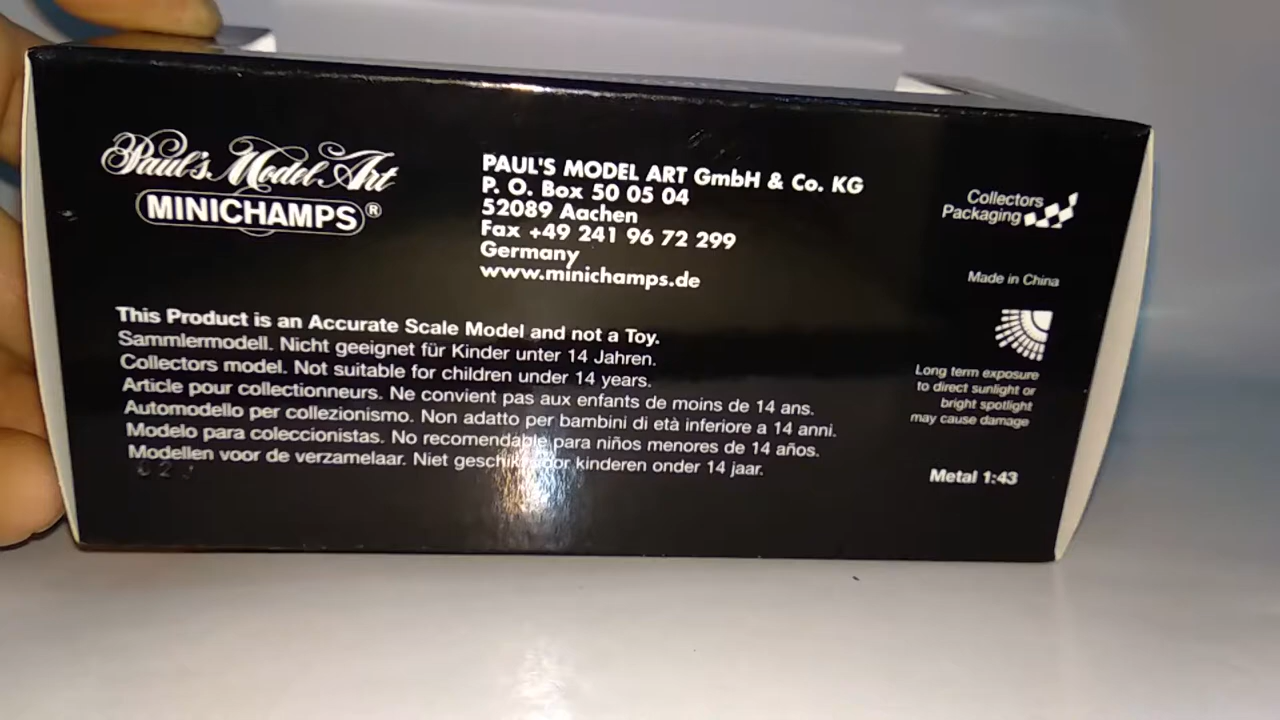 Paul's Model Art
MINICHAMPS®
PAUL'S MODEL ART GmbH & Co. KG
P. O. Box 50 05 04
52089 Aachen
Fax +49 241 96 72 299
Germany
www.minichamps.de
Collectors
Packaging
Made in China
Long term exposure
to direct sunlight or
bright spotlight
may cause damage
Metal 1:43
This Product is an Accurate Scale Model and not a Toy.
Sammlermodell. Nicht geeignet für Kinder unter 14 Jahren.
Collectors model. Not suitable for children under 14 years.
Article pour collectionneurs. Ne convient pas aux enfants de moins de 14 ans.
Automodello per collezionismo. Non adatto per bambini di età inferiore a 14 anni.
Modelo para coleccionistas. No recomendable para niños menores de 14 años.
Modellen voor de verzamelaar. Niet geschikt voor kinderen onder 14 jaar.